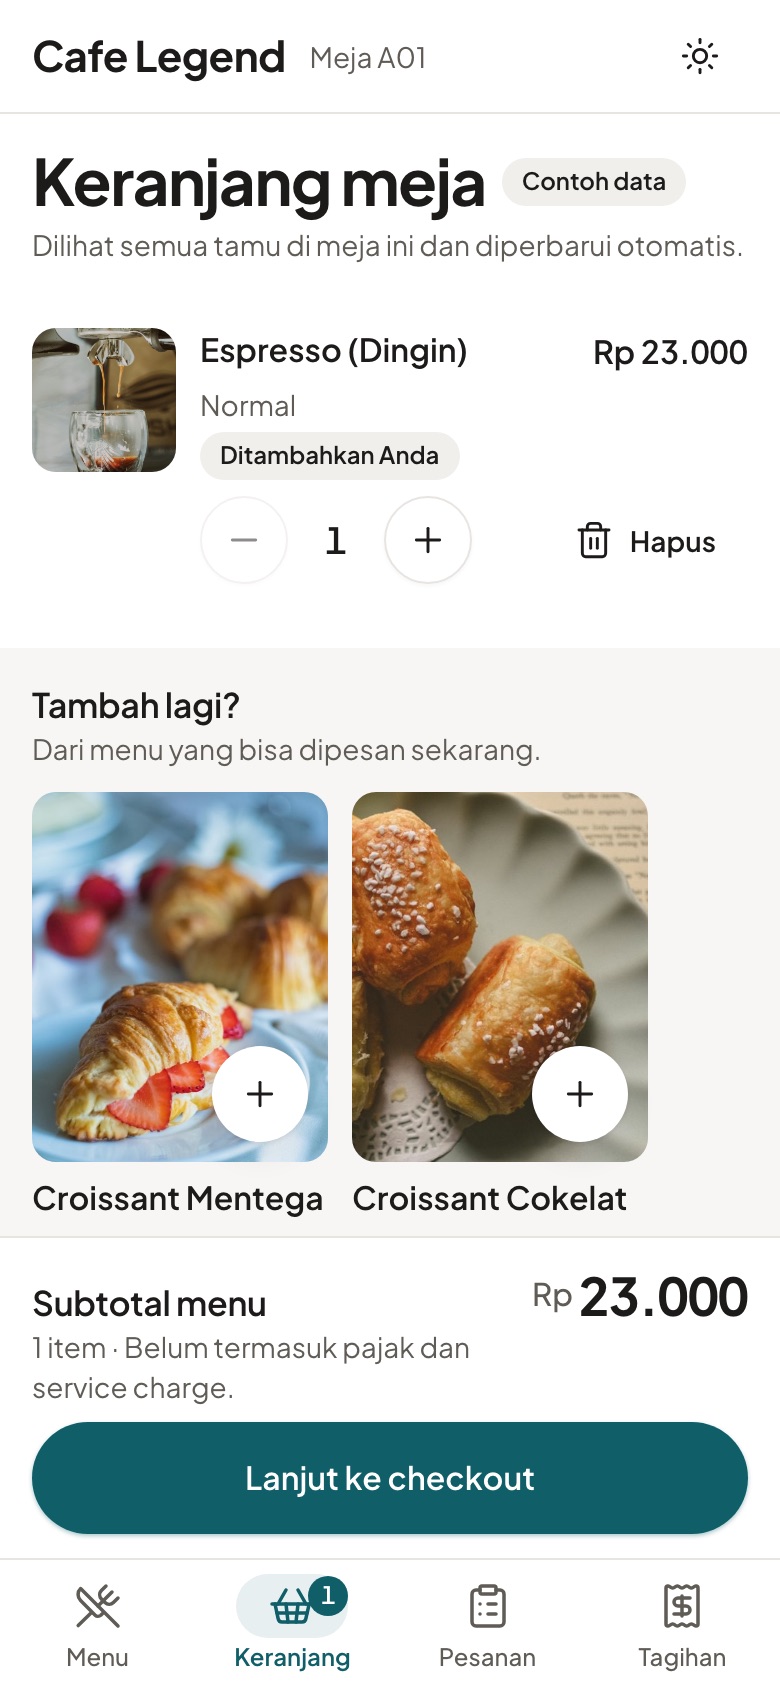 Cafe Legend Meja A01
Keranjang meja Contoh data
Dilihat semua tamu di meja ini dan diperbarui otomatis.
Espresso (Dingin) Rp 23.000
Normal
Ditambahkan Anda
1 Hapus
Tambah lagi?
Dari menu yang bisa dipesan sekarang.
Croissant Mentega Croissant Cokelat
Subtotal menu Rp 23.000
1 item · Belum termasuk pajak dan
service charge.
Lanjut ke checkout
1
Menu Keranjang Pesanan Tagihan